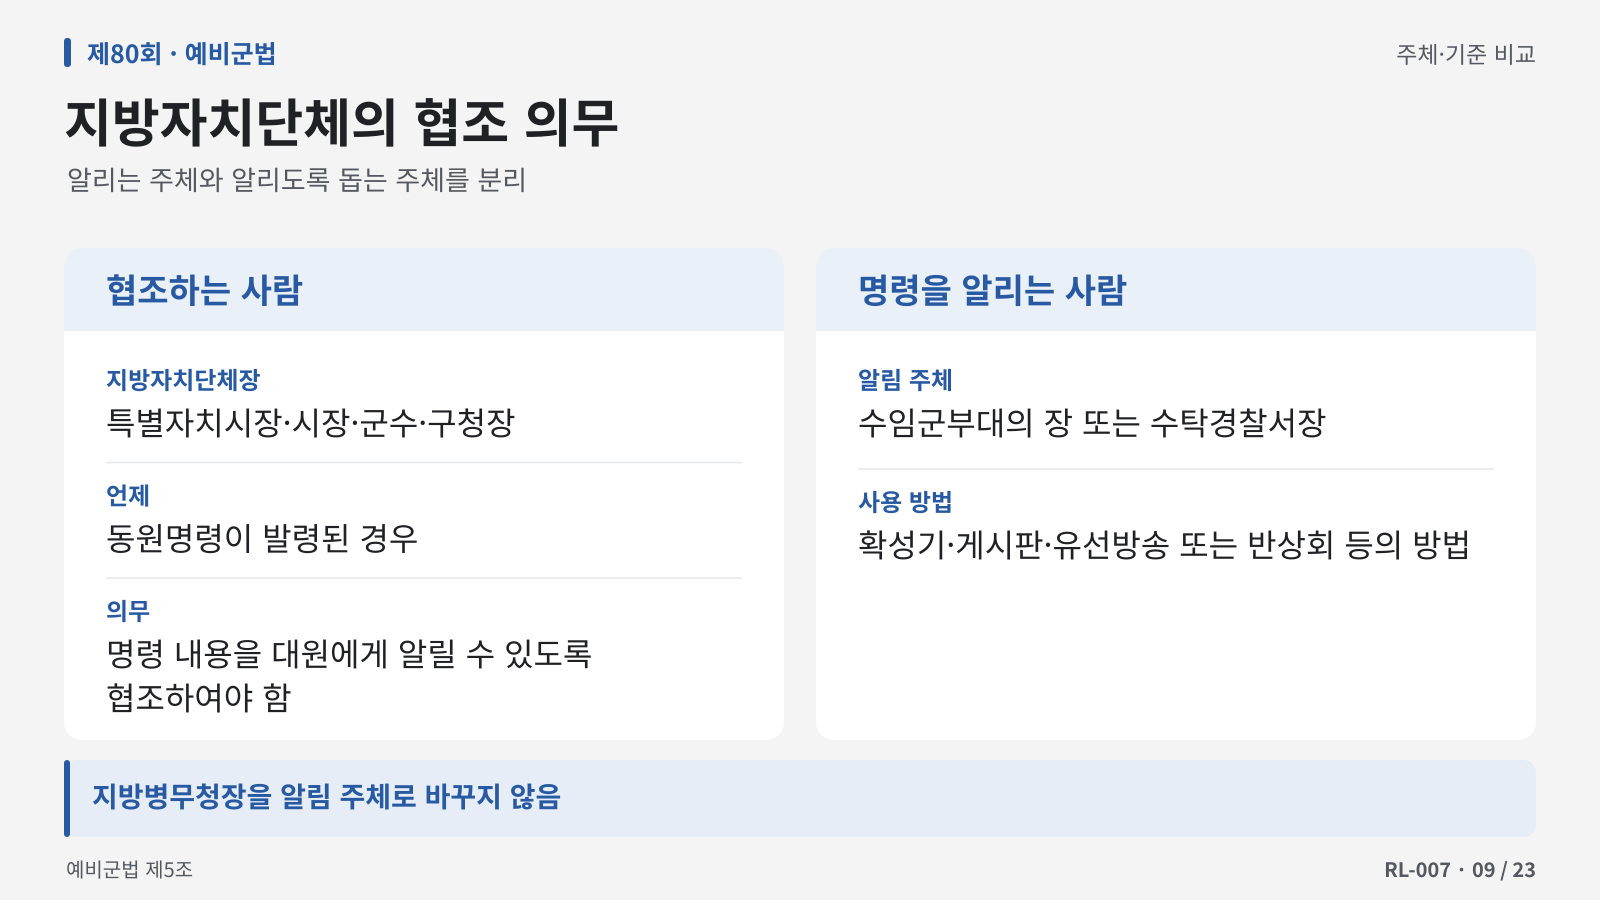 제80회 · 예비군법
주체·기준 비교
지방자치단체의 협조 의무
알리는 주체와 알리도록 돕는 주체를 분리
협조하는 사람
지방자치단체장
특별자치시장·시장·군수·구청장
언제
동원명령이 발령된 경우
의무
명령 내용을 대원에게 알릴 수 있도록
협조하여야 함
명령을 알리는 사람
알림 주체
수임군부대의 장 또는 수탁경찰서장
사용 방법
확성기·게시판·유선방송 또는 반상회 등의 방법
지방병무청장을 알림 주체로 바꾸지 않음
예비군법 제5조
RL-007 · 09 / 23